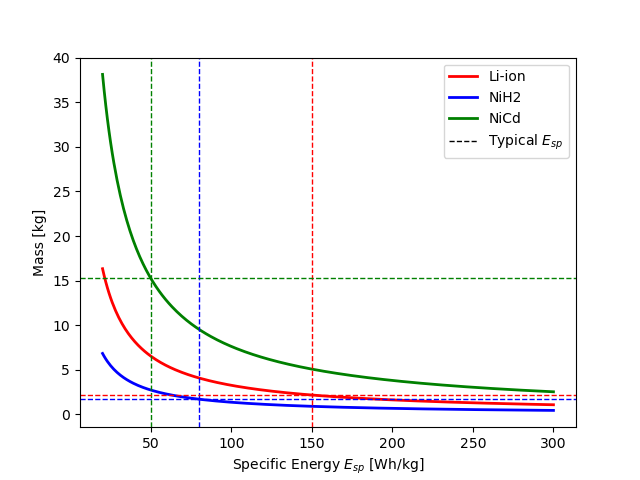 40
35
30
25
20
15
10
5
0
Mass [kg]
Li-ion
NiH2
NiCd
Typical $E_{sp}$
50
100
150
200
250
300
Specific Energy $E_{sp}$ [Wh/kg]